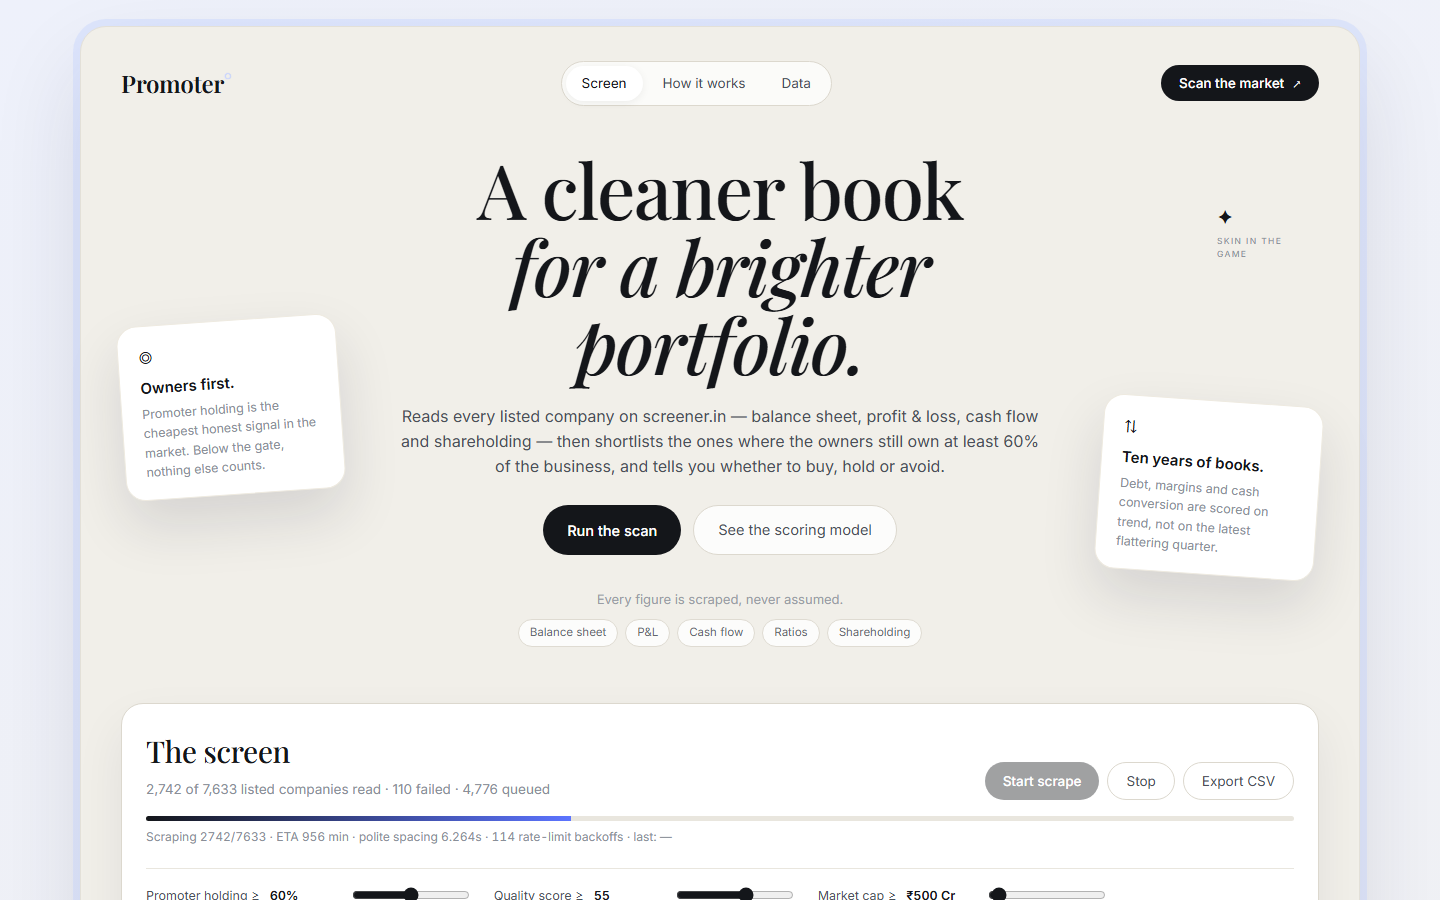 Promoter
Screen
How it works
Data
Scan the market ↗
A cleaner book
for a brighter
portfolio.
SKIN IN THE
GAME
Owners first.
Promoter holding is the
cheapest honest signal in the
market. Below the gate,
nothing else counts.
Reads every listed company on screener.in — balance sheet, profit & loss, cash flow
and shareholding — then shortlists the ones where the owners still own at least 60%
of the business, and tells you whether to buy, hold or avoid.
Ten years of books.
Debt, margins and cash
conversion are scored on
trend, not on the latest
flattering quarter.
Run the scan
See the scoring model
Every figure is scraped, never assumed.
Balance sheet
P&L
Cash flow
Ratios
Shareholding
The screen
2,742 of 7,633 listed companies read · 110 failed · 4,776 queued
Start scrape
Stop
Export CSV
Scraping 2742/7633 · ETA 956 min · polite spacing 6.264s · 114 rate-limit backoffs · last: —
Promoter holding ≥ 60%
Quality score ≥ 55
Market cap ≥ ₹500 Cr